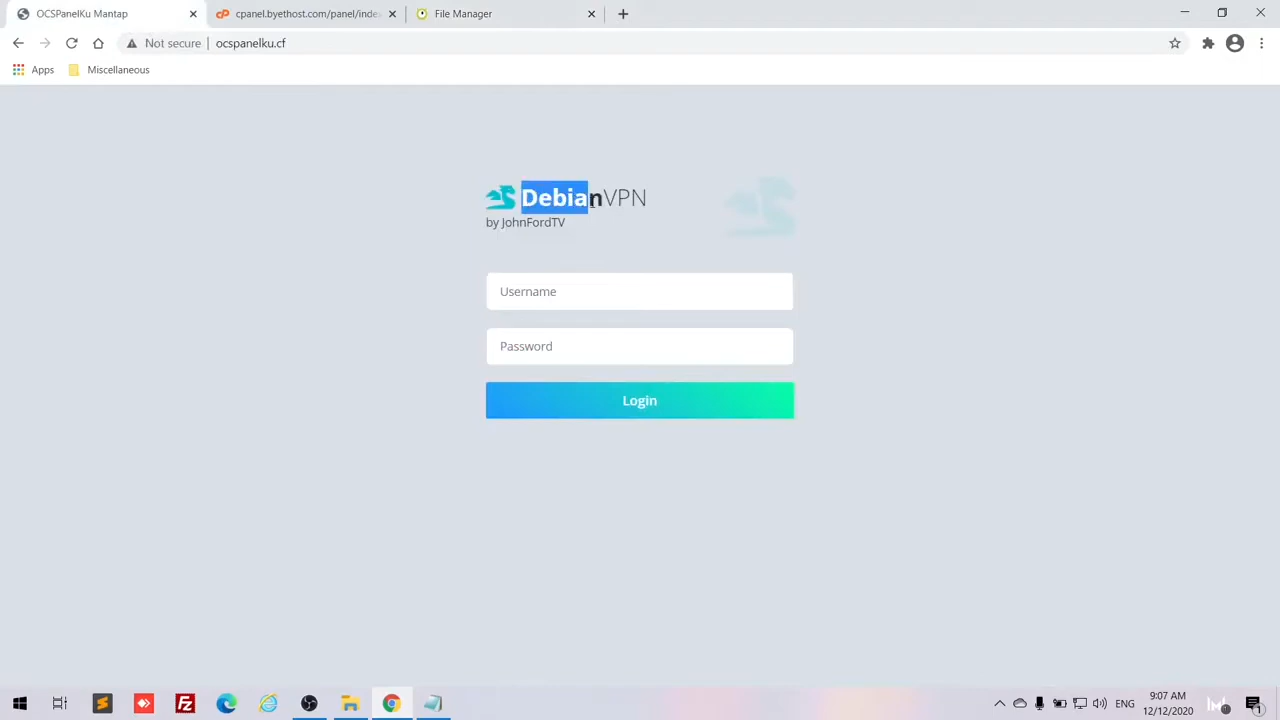 OCSPanelKu Mantap
cpanel.byethost.com/panel/inde
File Manager
Not secure
ocspanelku.cf
Apps
Miscellaneous
DebianVPN
by JohnFordTV
Username
Password
Login
ENG
9:07 AM
12/12/2020
1